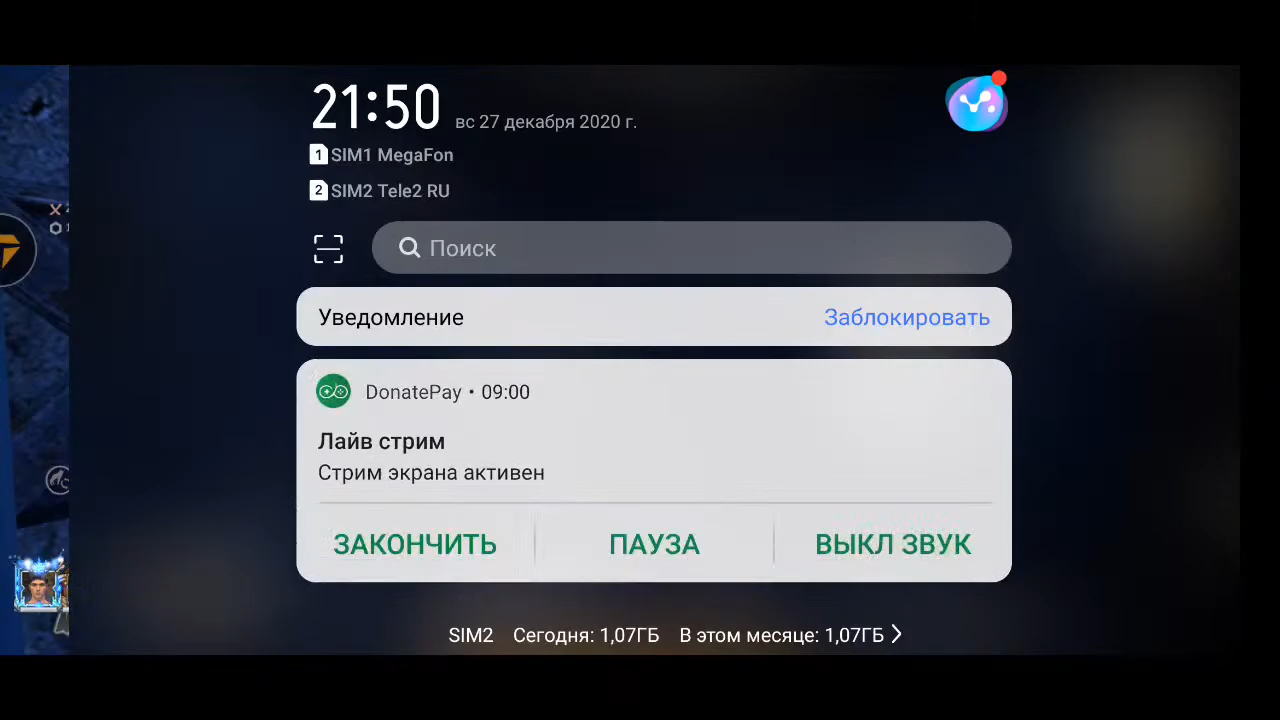 21:50 вс 27 декабря 2020 г.
1 SIM1 MegaFon
2 SIM2 Tele2 RU
Поиск
Уведомление Заблокировать
DonatePay • 09:00
Лайв стрим
Стрим экрана активен
ЗАКОНЧИТЬ ПАУЗА ВЫКЛ ЗВУК
SIM2 Сегодня: 1,07ГБ В этом месяце: 1,07ГБ